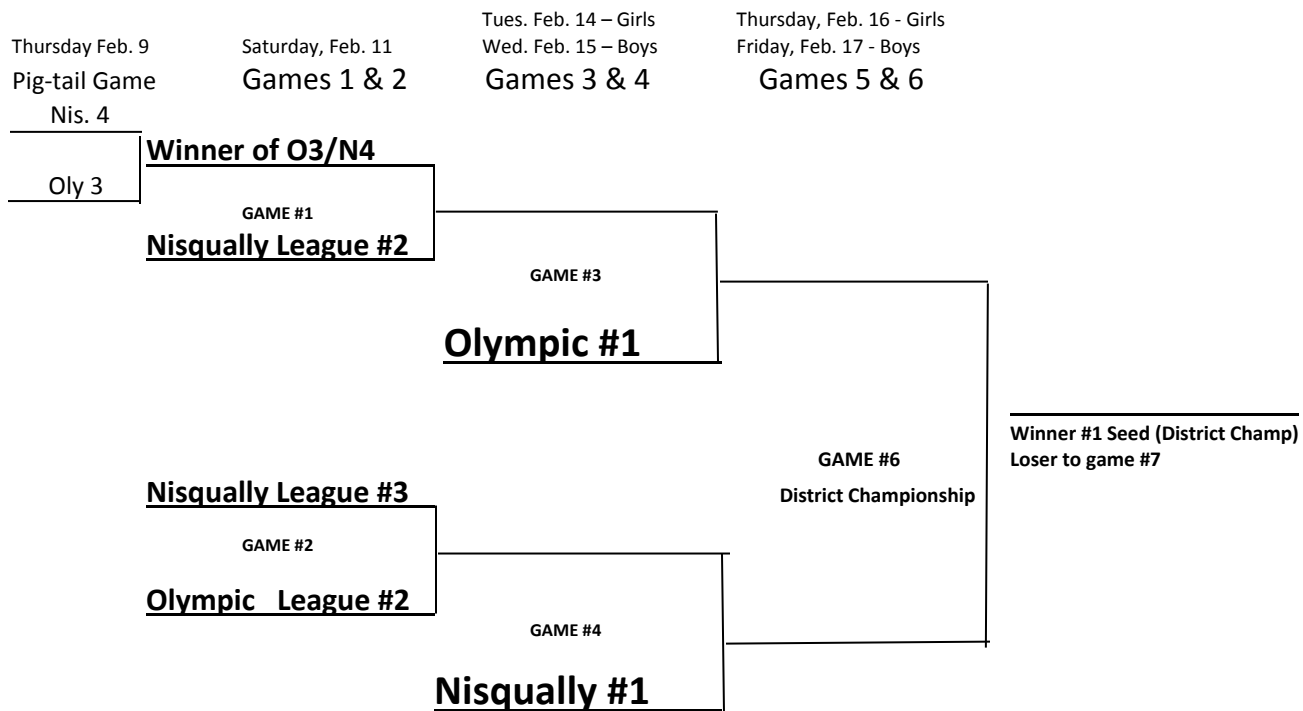 Thursday Feb. 9
Pig-tail Game
Saturday, Feb. 11
Games 1 & 2
Tues. Feb. 14 – Girls
Wed. Feb. 15 – Boys
Games 3 & 4
Thursday, Feb. 16 - Girls
Friday, Feb. 17 - Boys
Games 5 & 6
Nis. 4
Oly 3
Winner of O3/N4
GAME #1
Nisqually League #2
GAME #3
Olympic #1
Nisqually League #3
GAME #2
Olympic League #2
GAME #4
Nisqually #1
GAME #6
District Championship
Winner #1 Seed (District Champ)
Loser to game #7